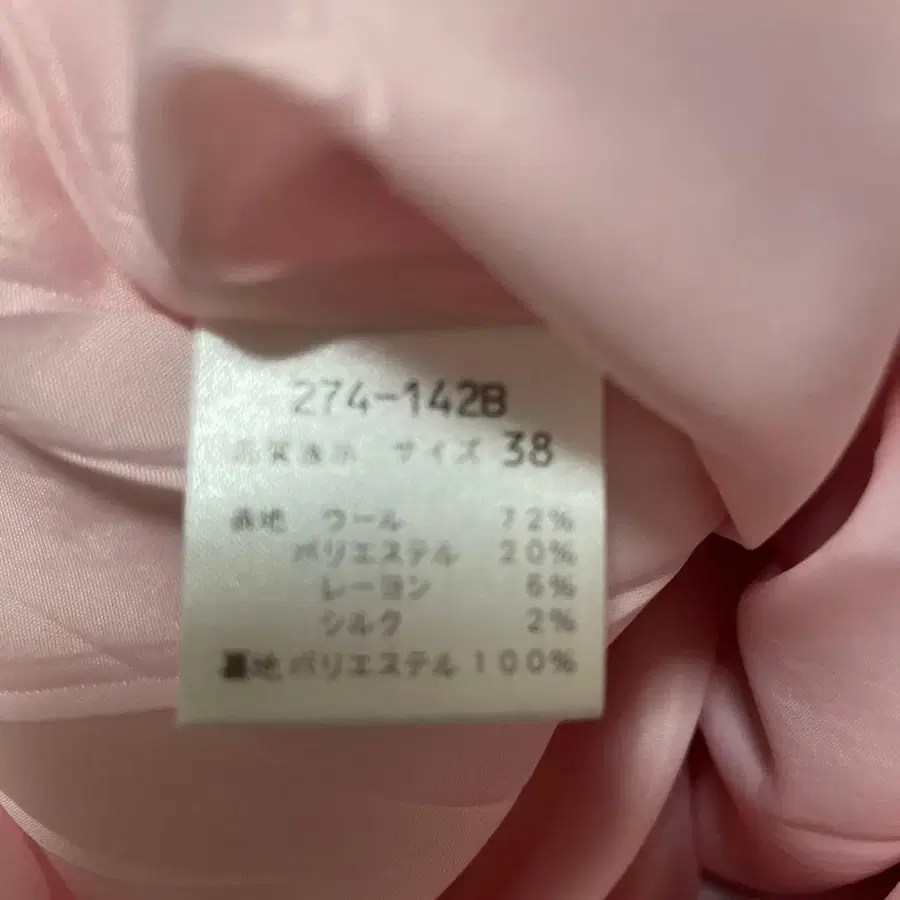 274-142B
品質表示 サイズ 38
表地 ウール 72%
ポリエステル 20%
レーヨン 6%
シルク 2%
裏地 ポリエステル 100%